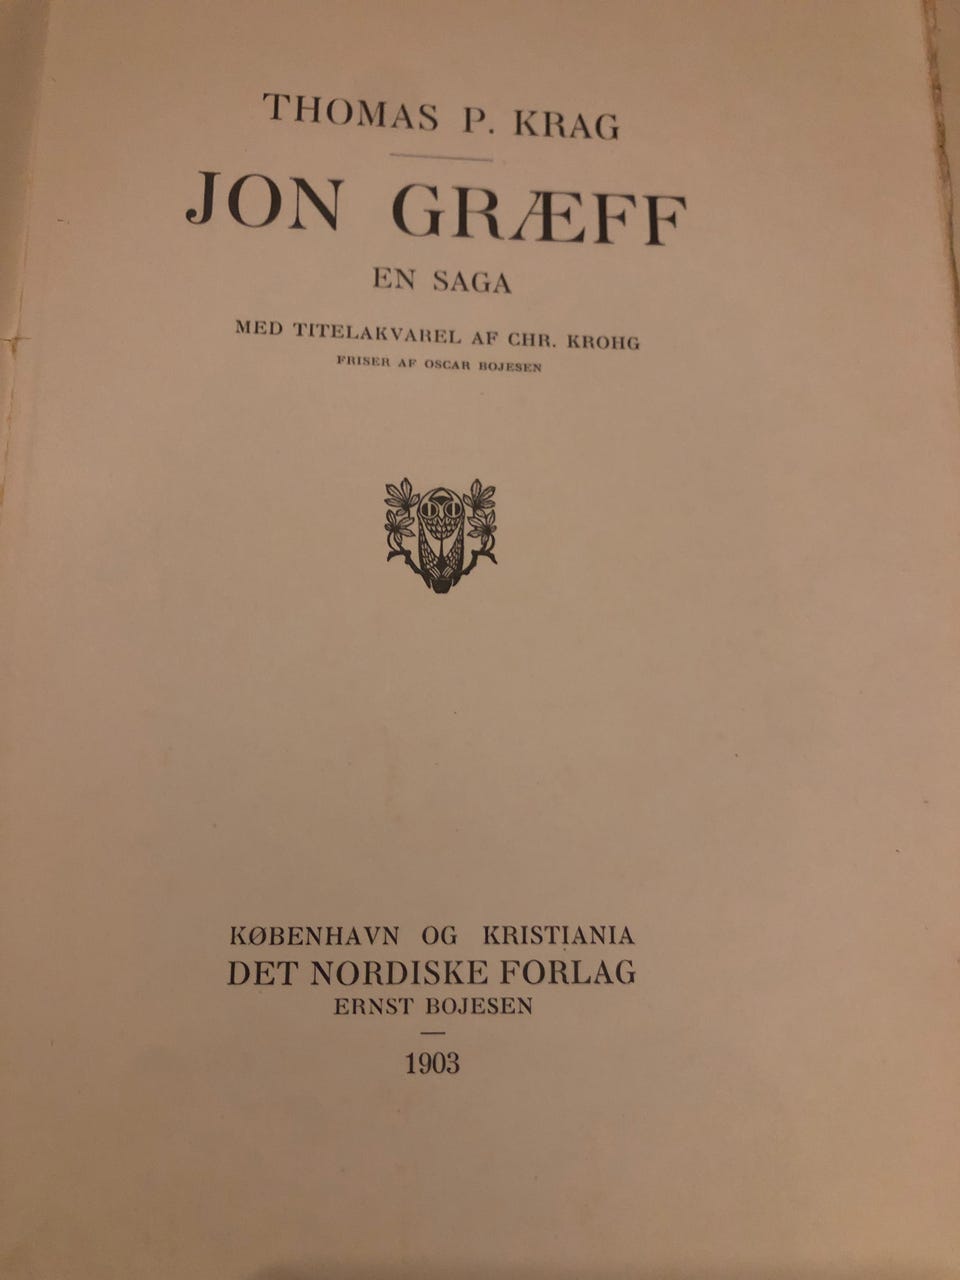 THOMAS P. KRAG
JON GRÆFF
EN SAGA
MED TITELAKVAREL AF CHR. KROHG
FRISER AF OSCAR BOJESEN
KØBENHAVN OG KRISTIANIA
DET NORDISKE FORLAG
ERNST BOJESEN
1903